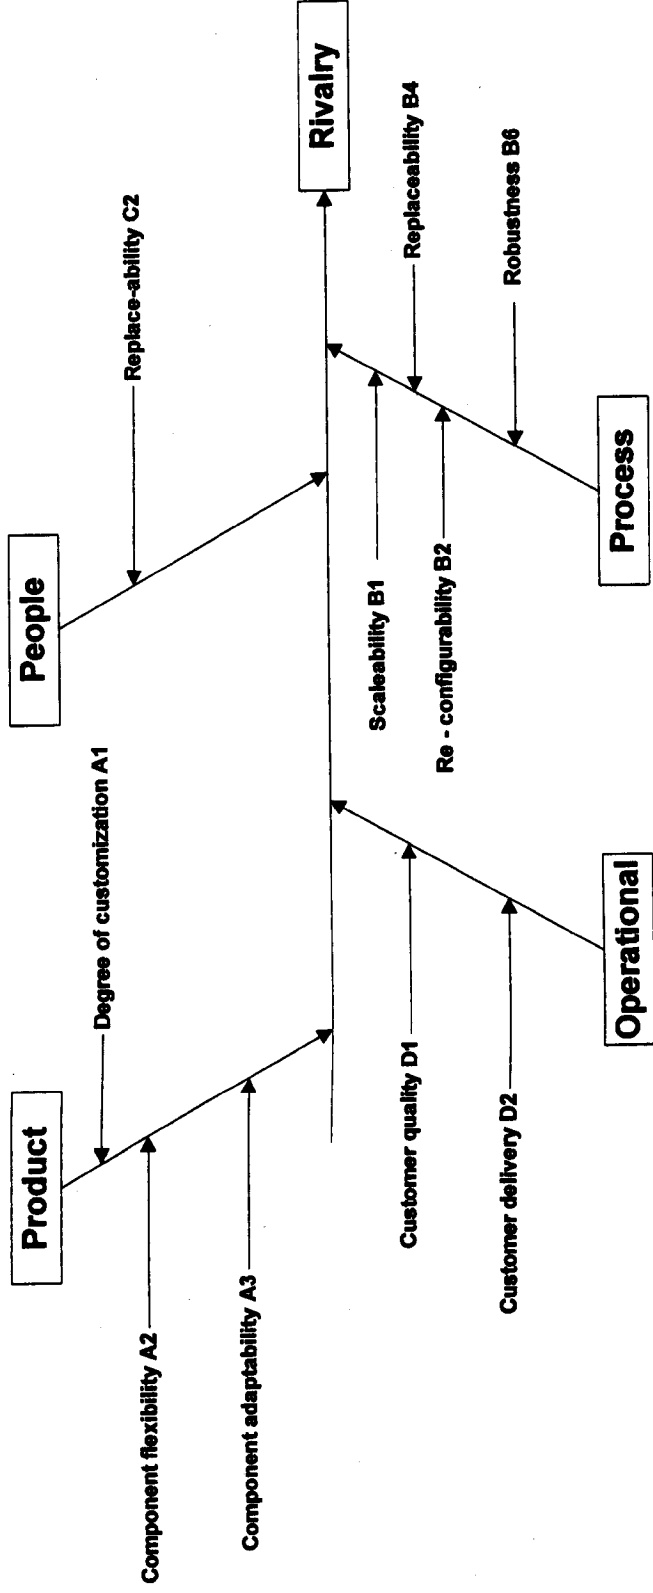 Product
People
Degree of customization A1
Replace-ability C2
Component flexibility A2
Component adaptability A3
Rivalry
Scaleability B1
Replaceability B4
Customer quality D1
Re - configurability B2
Customer delivery D2
Robustness B6
Operational
Process